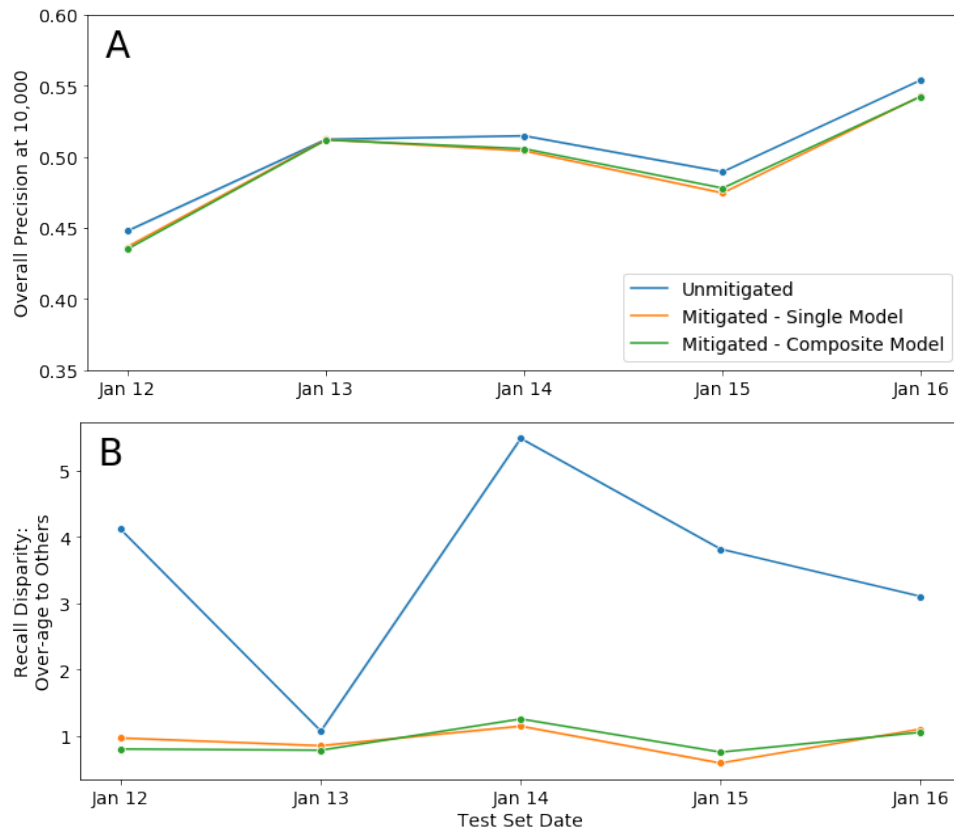 A
0.60
0.55
0.50
0.45
0.40
0.35
Overall Precision at 10,000
Unmitigated
Mitigated - Single Model
Mitigated - Composite Model
Jan 12 Jan 13 Jan 14 Jan 15 Jan 16
B
5
4
3
2
1
Recall Disparity:
Over-age to Others
Jan 12 Jan 13 Jan 14 Jan 15 Jan 16
Test Set Date